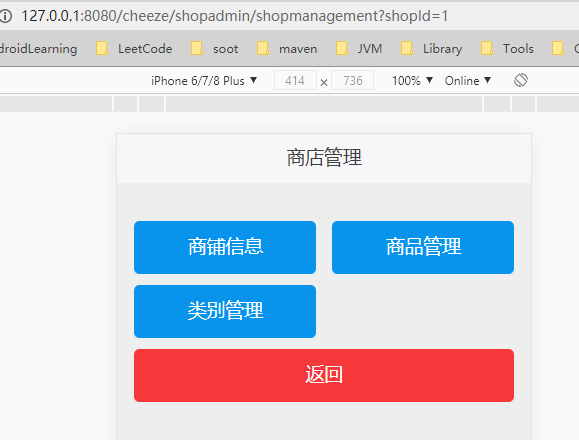 127.0.0.1:8080/cheeze/shopadmin/shopmanagement?shopId=1
droidLearning LeetCode soot maven JVM Library Tools
iPhone 6/7/8 Plus ▼ 414 × 736 100% ▼ Online ▼
商店管理
商铺信息 商品管理
类别管理
返回